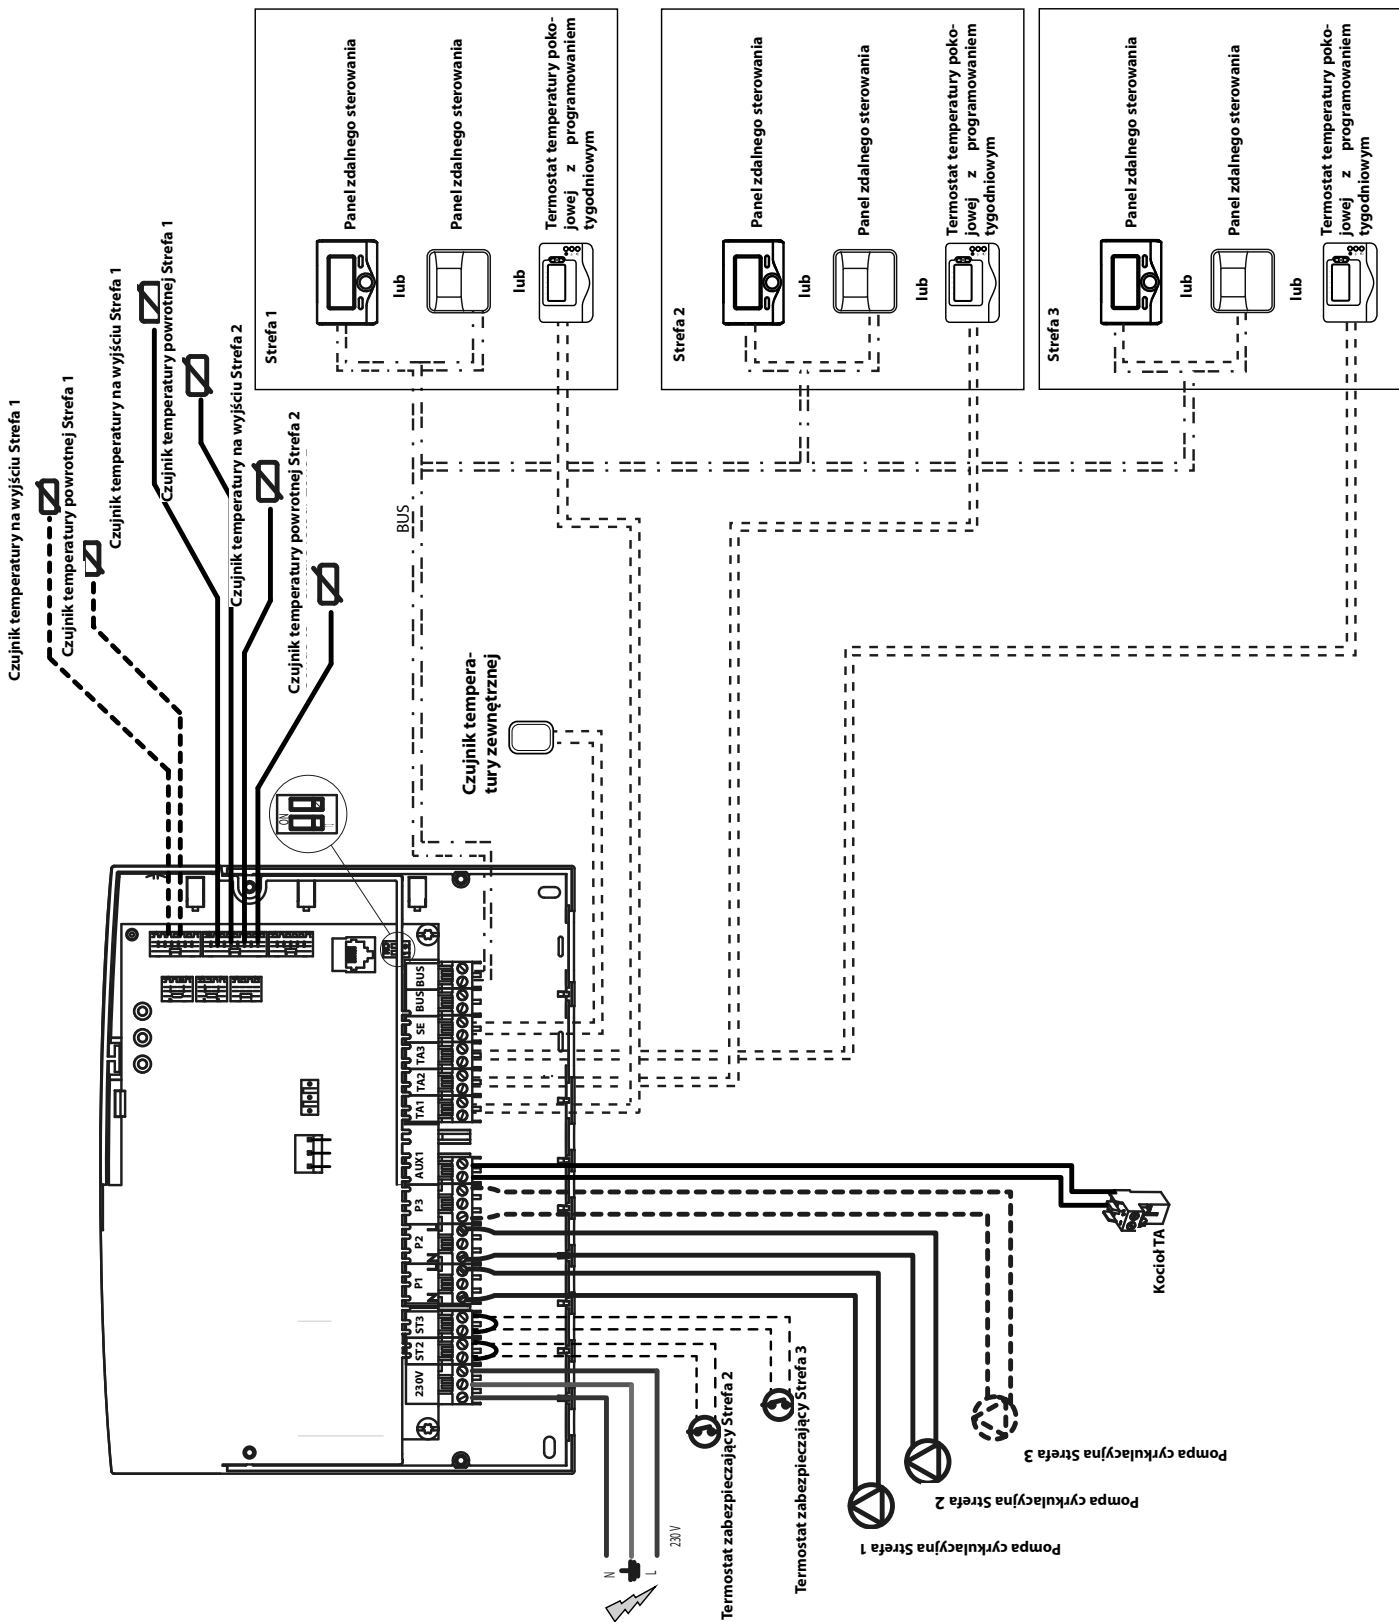 Czujnik temperatury na wyjściu Strefa 1
Czujnik temperatury powrotnej Strefa 1
Czujnik temperatury na wyjściu Strefa 1
Czujnik temperatury powrotnej Strefa 1
Czujnik temperatury na wyjściu Strefa 2
Czujnik temperatury powrotnej Strefa 2
Strefa 1
Panel zdalnego sterowania
lub
Panel zdalnego sterowania
lub
Termostat temperatury poko-
jowej z programowaniem
tygodniowym
Strefa 2
Panel zdalnego sterowania
lub
Panel zdalnego sterowania
lub
Termostat temperatury poko-
jowej z programowaniem
tygodniowym
Strefa 3
Panel zdalnego sterowania
lub
Panel zdalnego sterowania
lub
Termostat temperatury poko-
jowej z programowaniem
tygodniowym
BUS
Czujnik tempera-
tury zewnętrznej
ON
230V
ST2
ST3
P1
P2
P3
AUX1
TA1
TA2
TA3
SE
BUS
BUS
N
L
N
L
Kocioł TA
Termostat zabezpieczający Strefa 2
Termostat zabezpieczający Strefa 3
Pompa cyrkulacyjna Strefa 1
Pompa cyrkulacyjna Strefa 2
Pompa cyrkulacyjna Strefa 3
N
L
230 V